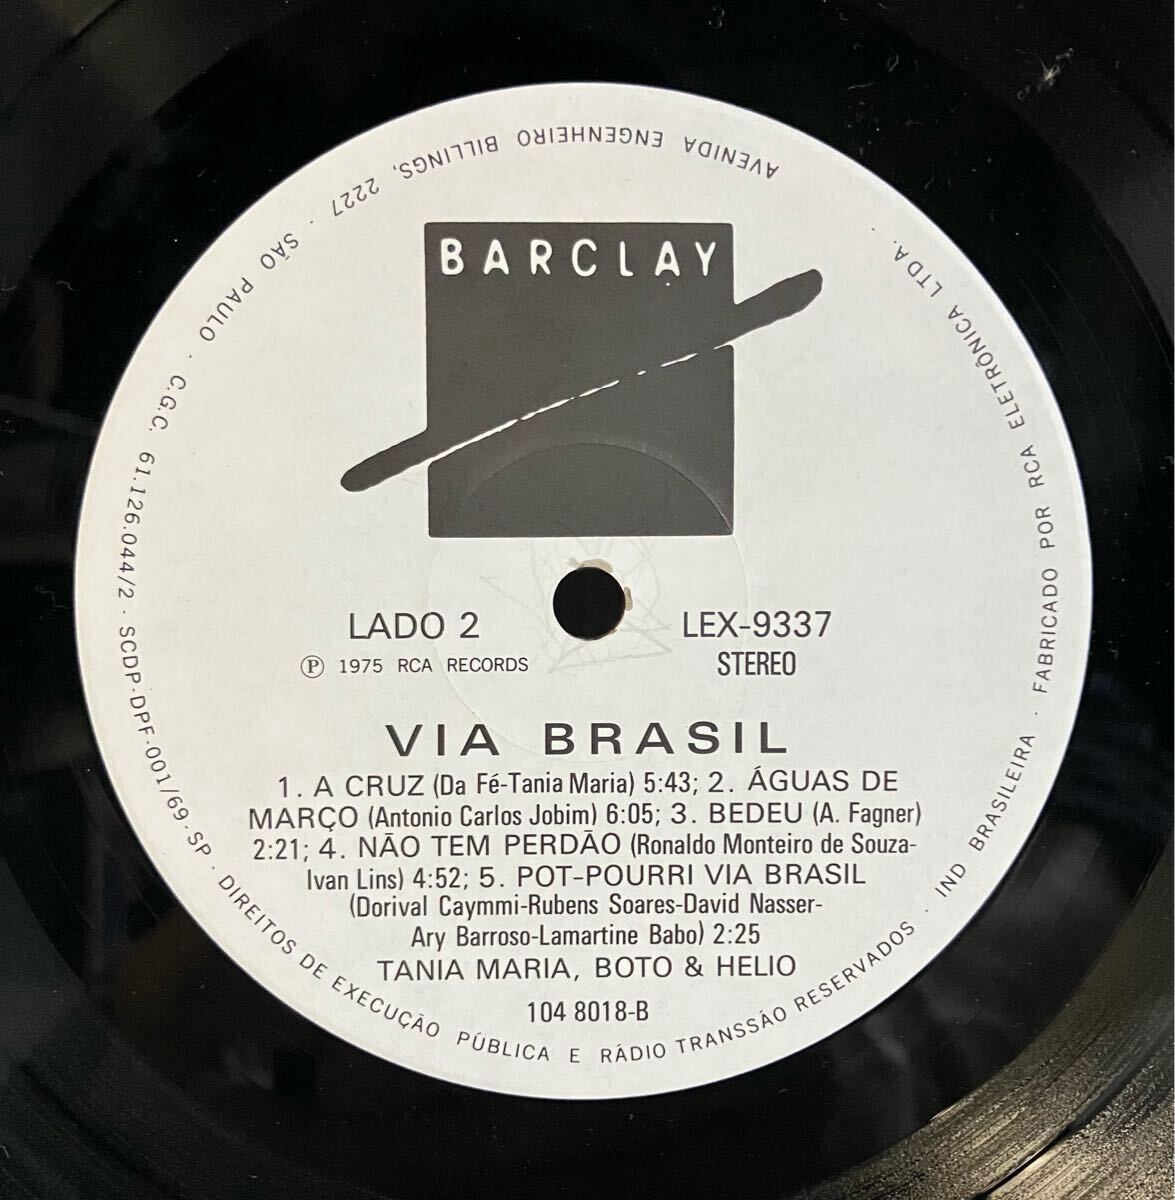 BARCLAY
LADO 2
LEX-9337
Ⓟ 1975 RCA RECORDS
STEREO
VIA BRASIL
1. A CRUZ (Da Fé-Tania Maria) 5:43; 2. ÁGUAS DE
MARÇO (Antonio Carlos Jobim) 6:05; 3. BEDEU (A. Fagner)
2:21; 4. NÃO TEM PERDÃO (Ronaldo Monteiro de Souza-
Ivan Lins) 4:52; 5. POT-POURRI VIA BRASIL
(Dorival Caymmi-Rubens Soares-David Nasser-
Ary Barroso-Lamartine Babo) 2:25
TANIA MARIA, BOTO & HELIO
104 8018-B
FABRICADO POR RCA ELETRÔNICA LTDA. AVENIDA ENGENHEIRO BILLINGS, 2227 · SÃO PAULO · C.G.C. 61.126.044/2 · SCDP·DPF·001/69·SP · DIREITOS DE EXECUÇÃO PÚBLICA E RÁDIO TRANSSÃO RESERVADOS · IND BRASILEIRA ·